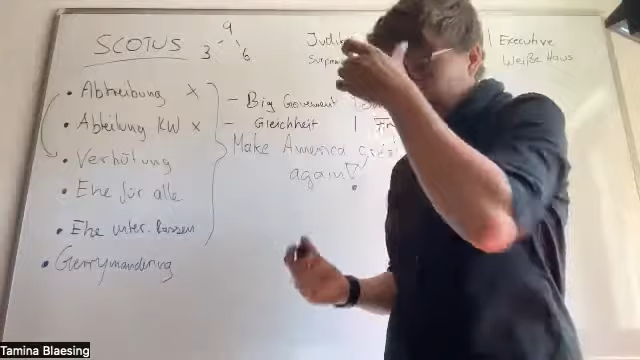 SCOTUS
9
3 6
Judik
| Executive
Weiße Haus
• Abtreibung x
• Abteilung KW x
• Verhütung
• Ehe für alle
• Ehe unter. Rassen
• Gerrymandering
- Big Government
- Gleichheit |
Make America
again!
Tamina Blaesing